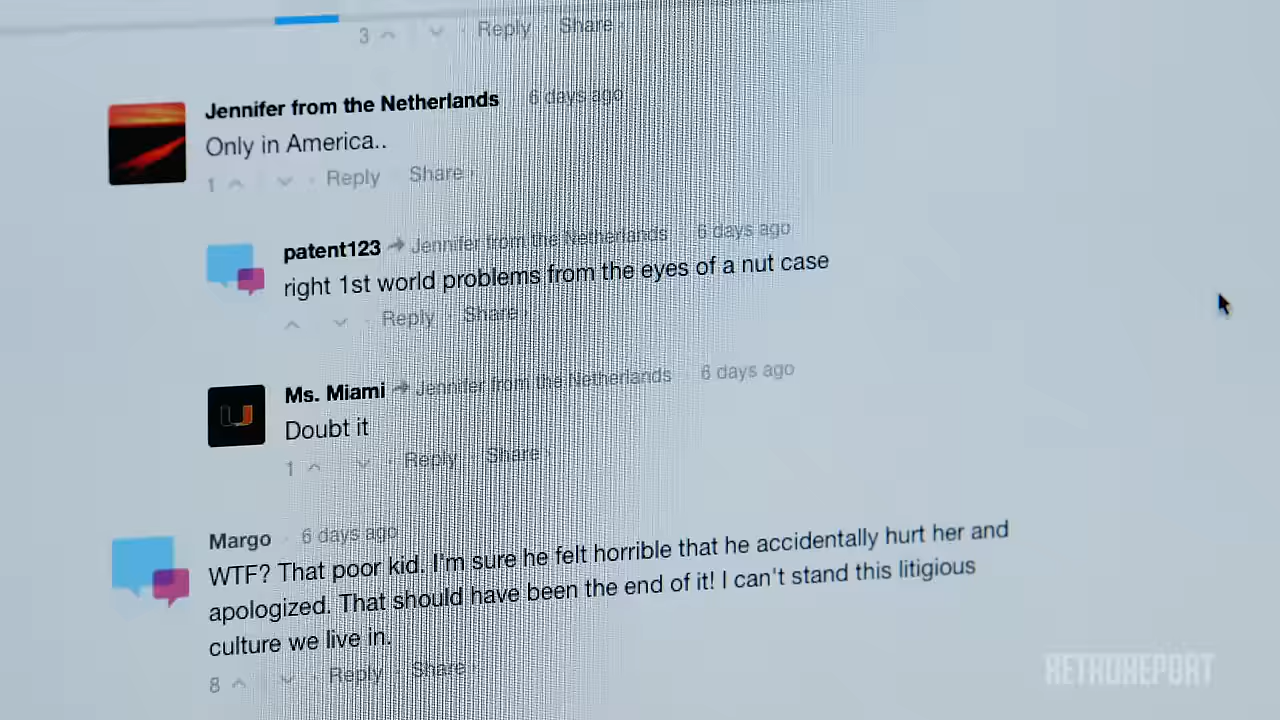 3 Reply Share
Jennifer from the Netherlands 6 days ago
Only in America..
1 Reply Share
patent123 Jennifer from the Netherlands 6 days ago
right 1st world problems from the eyes of a nut case
Reply Share
Ms. Miami Jennifer from the Netherlands 6 days ago
Doubt it
1 Reply Share
Margo 6 days ago
WTF? That poor kid. I'm sure he felt horrible that he accidentally hurt her and
apologized. That should have been the end of it! I can't stand this litigious
culture we live in.
8 Reply Share
RETROREPORT